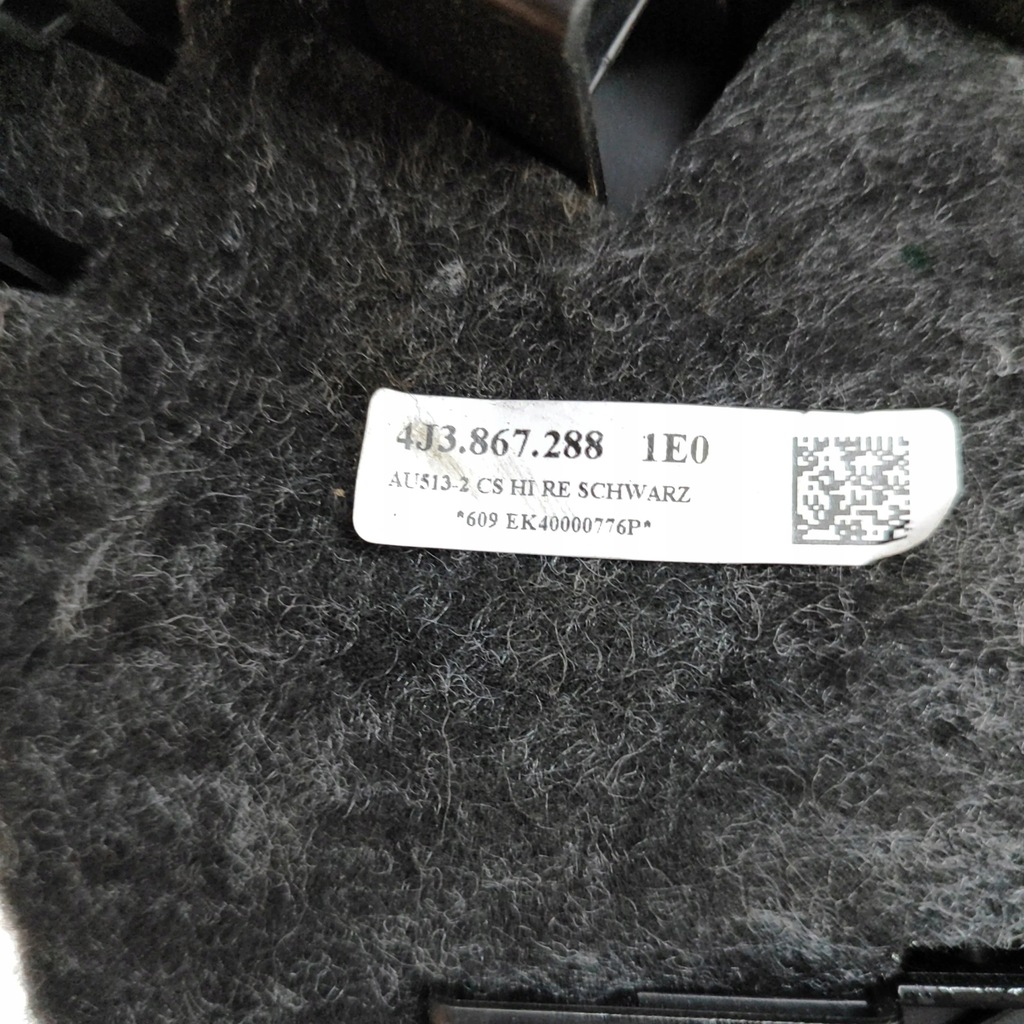 4J3.867.288 1E0
AU513-2 CS HI RE SCHWARZ
*609 EK40000776P*